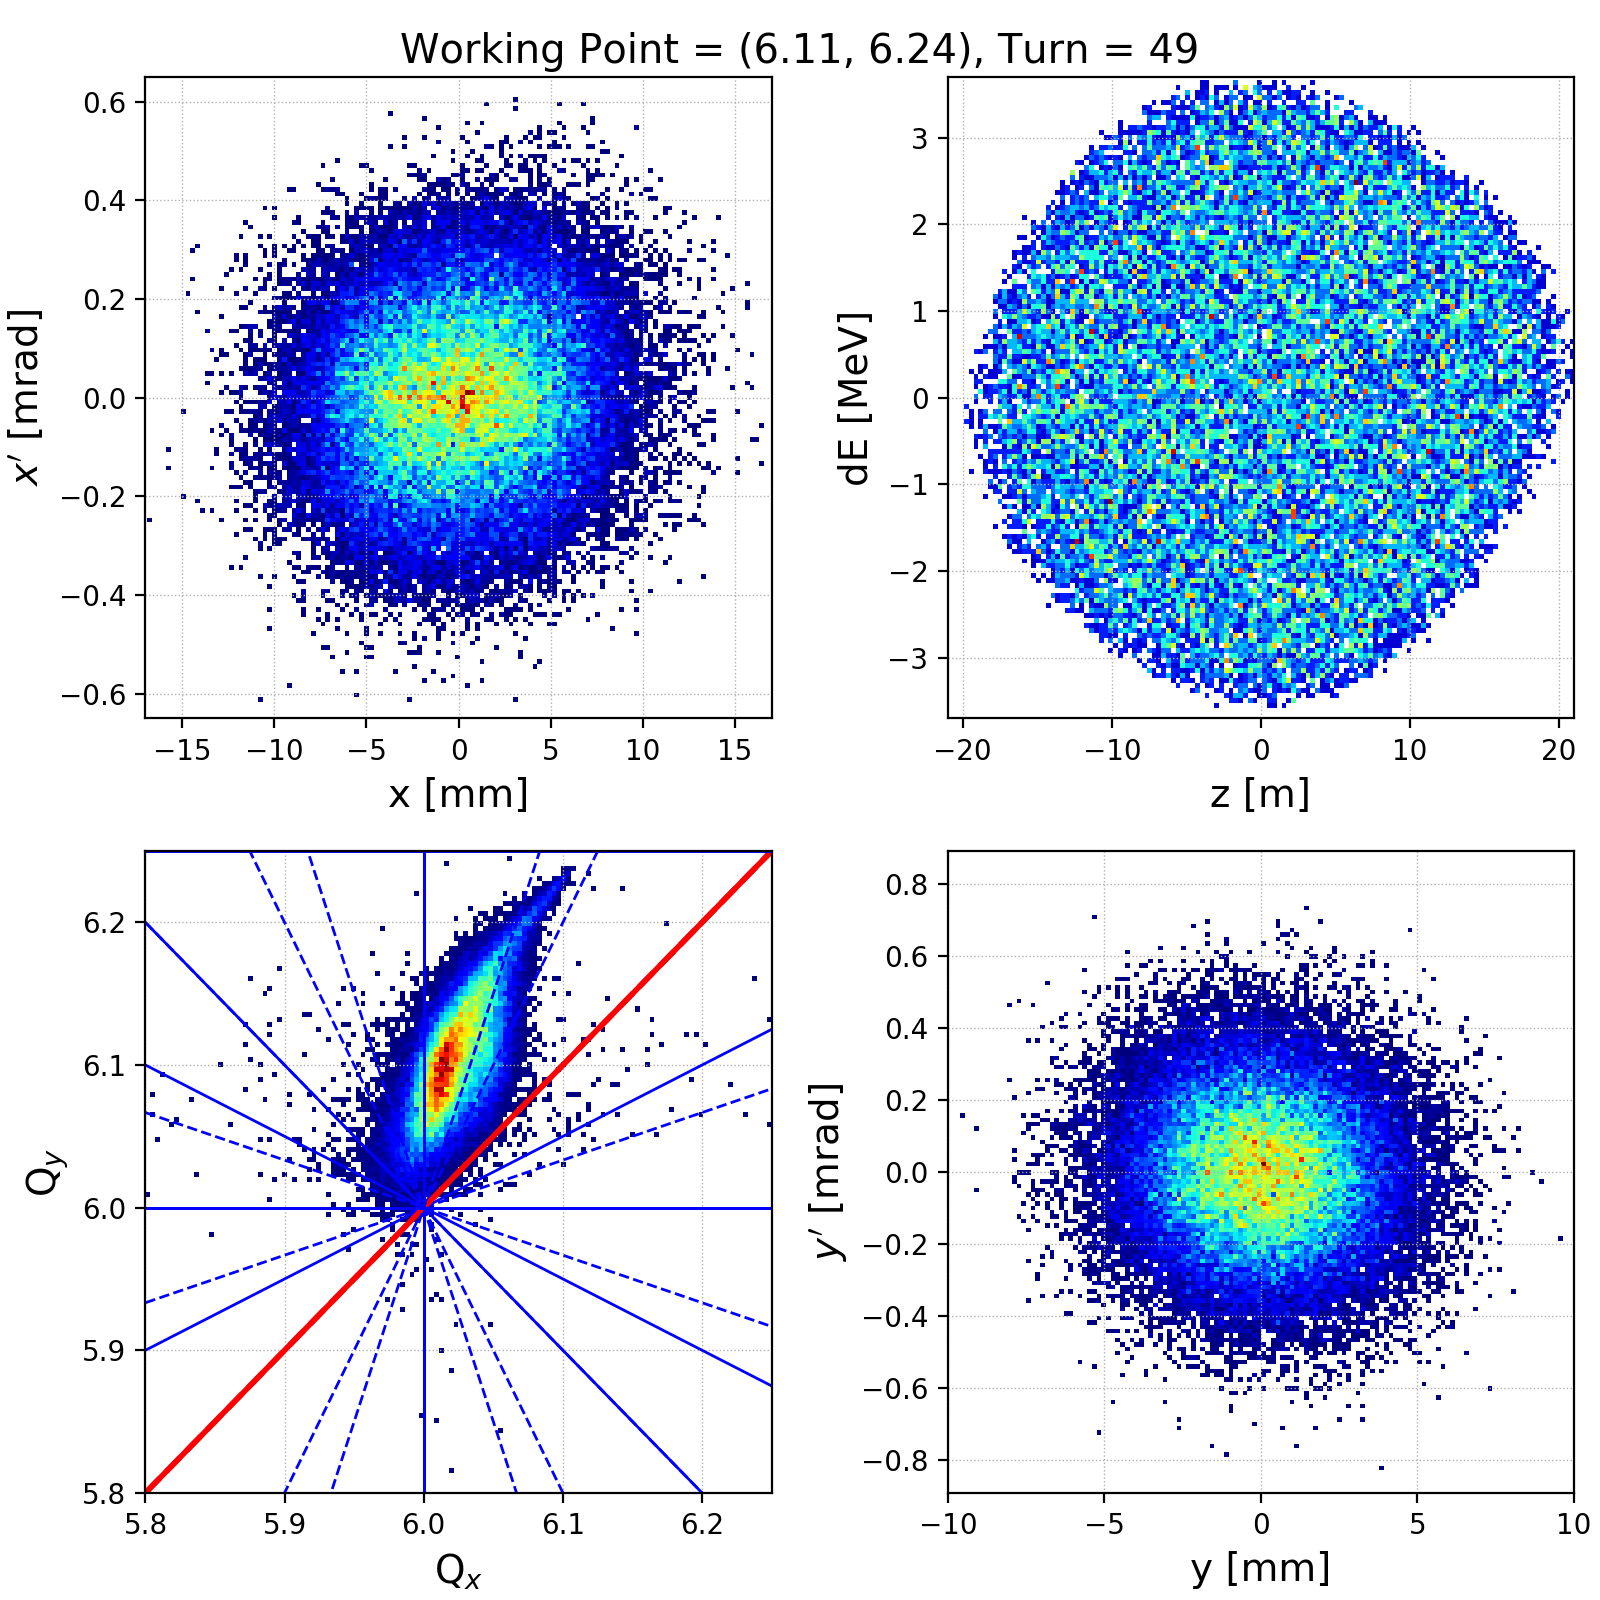 Working Point = (6.11, 6.24), Turn = 49
0.6
0.4
0.2
0.0
−0.2
−0.4
−0.6
x′ [mrad]
−15 −10 −5 0 5 10 15
x [mm]
3
2
1
0
−1
−2
−3
dE [MeV]
−20 −10 0 10 20
z [m]
6.2
6.1
6.0
5.9
5.8
Qy
5.8 5.9 6.0 6.1 6.2
Qx
0.8
0.6
0.4
0.2
0.0
−0.2
−0.4
−0.6
−0.8
y′ [mrad]
−10 −5 0 5 10
y [mm]